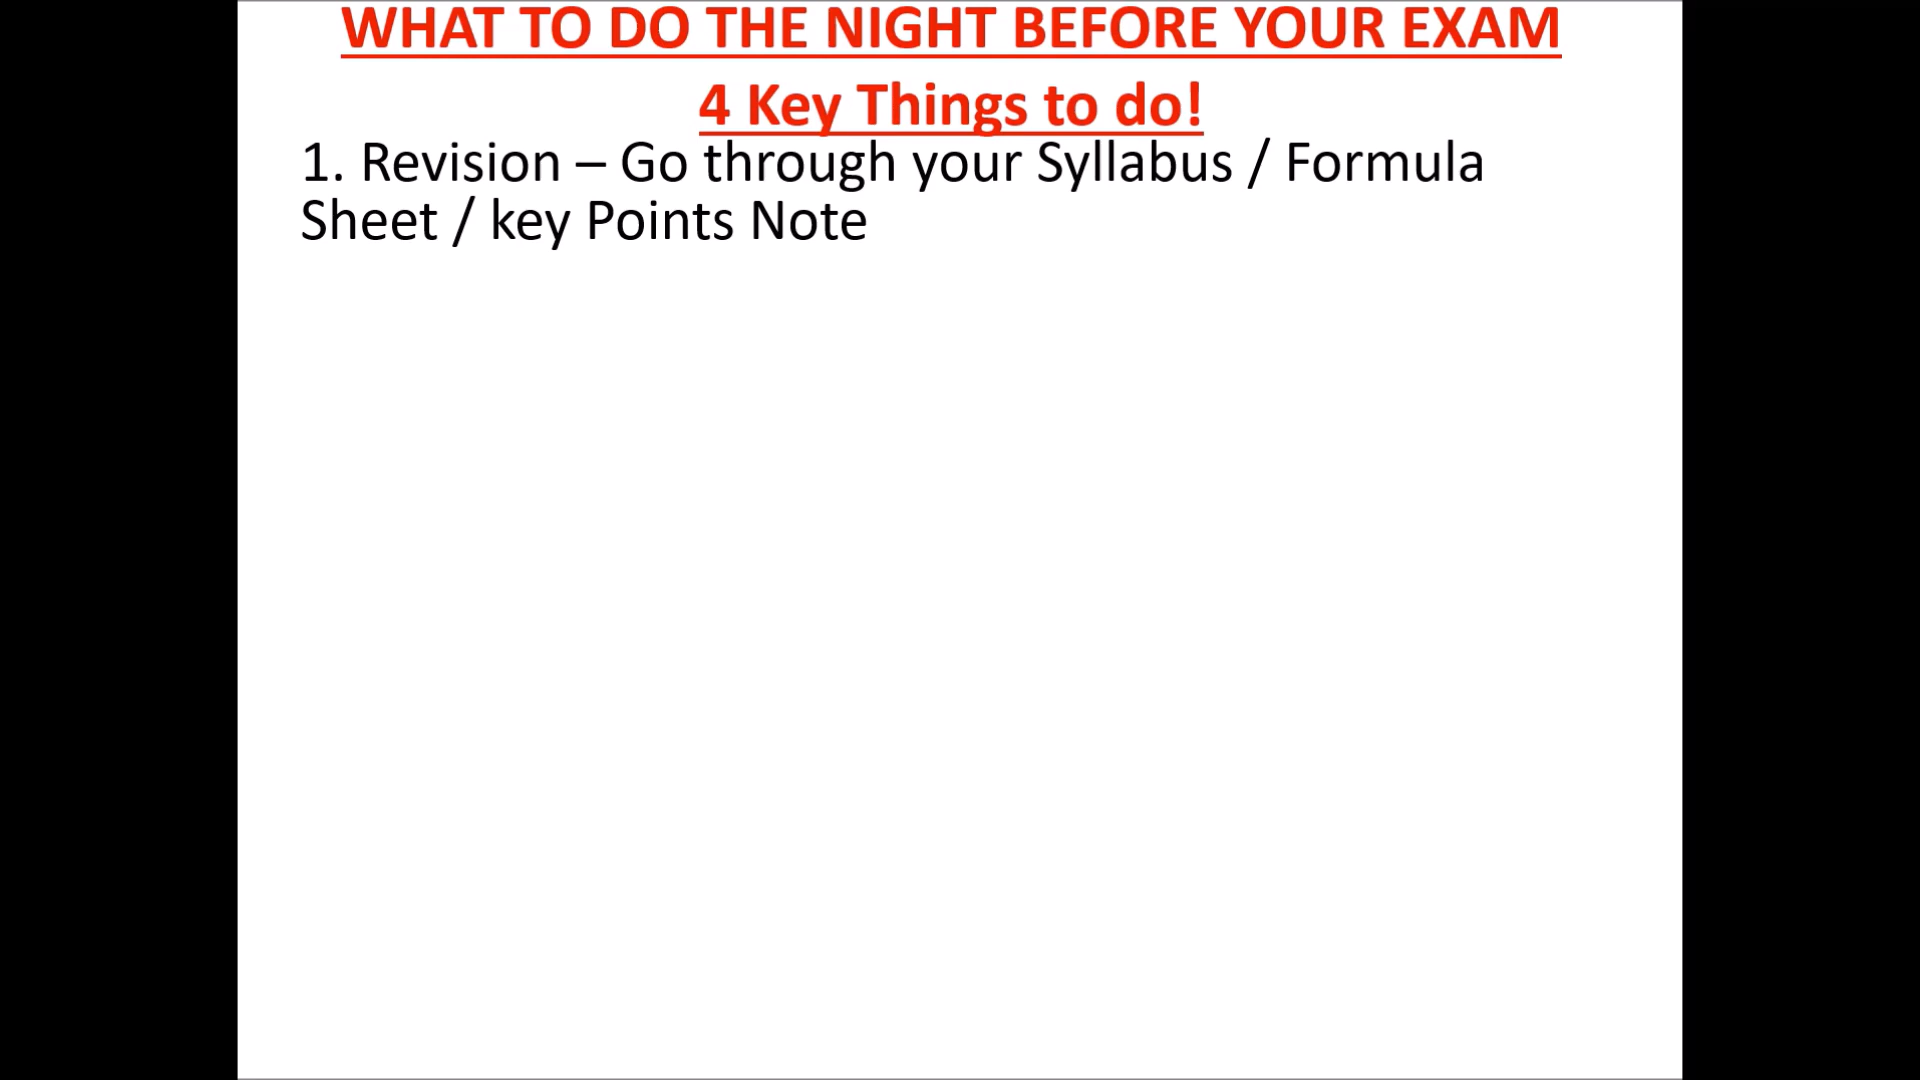 WHAT TO DO THE NIGHT BEFORE YOUR EXAM
4 Key Things to do!
1. Revision – Go through your Syllabus / Formula
Sheet / key Points Note